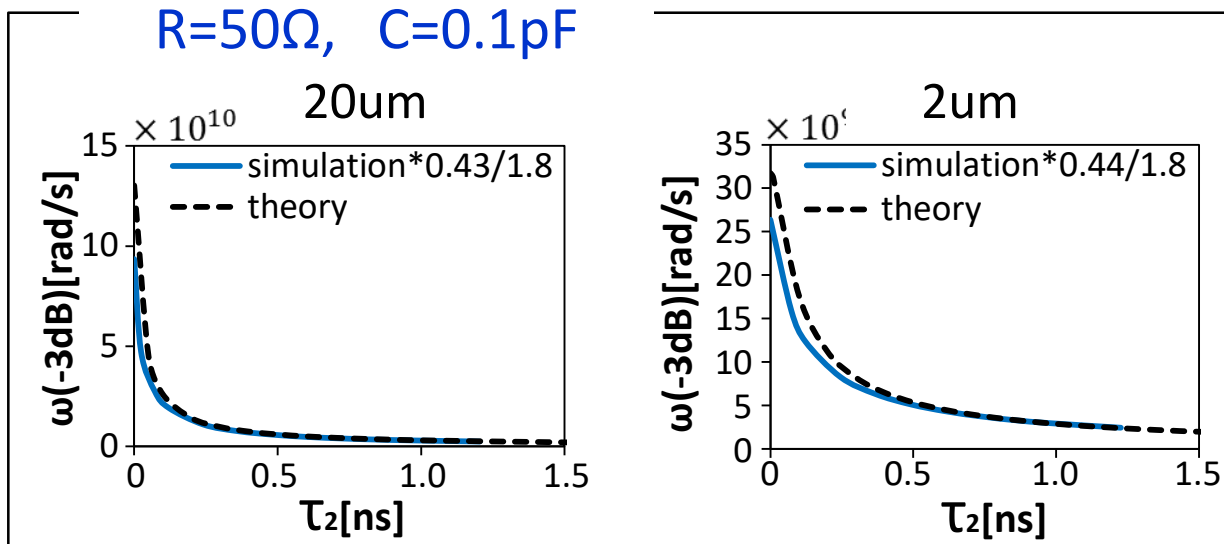 R=50Ω, C=0.1pF
20um
× 10¹⁰
simulation*0.43/1.8
theory
15
10
5
0
ω(-3dB)[rad/s]
0 0.5 1.0 1.5
τ₂[ns]
2um
× 10⁹
simulation*0.44/1.8
theory
35
30
25
20
15
10
5
0
ω(-3dB)[rad/s]
0 0.5 1.0 1.5
τ₂[ns]